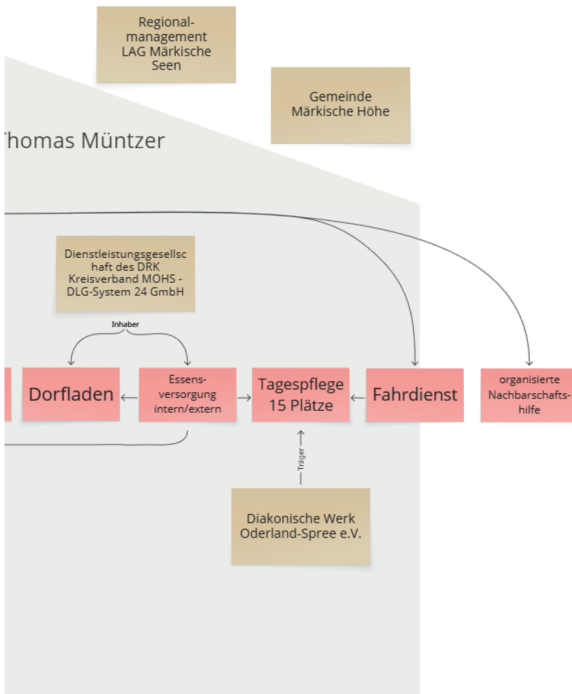 Regional-
management
LAG Märkische
Seen
Gemeinde
Märkische Höhe
Thomas Müntzer
Dienstleistungsgesellsc
haft des DRK
Kreisverband MOHS -
DLG-System 24 GmbH
Inhaber
Dorfladen
Essens-
versorgung
intern/extern
Tagespflege
15 Plätze
Fahrdienst
organisierte
Nachbarschafts-
hilfe
Träger
Diakonische Werk
Oderland-Spree e.V.